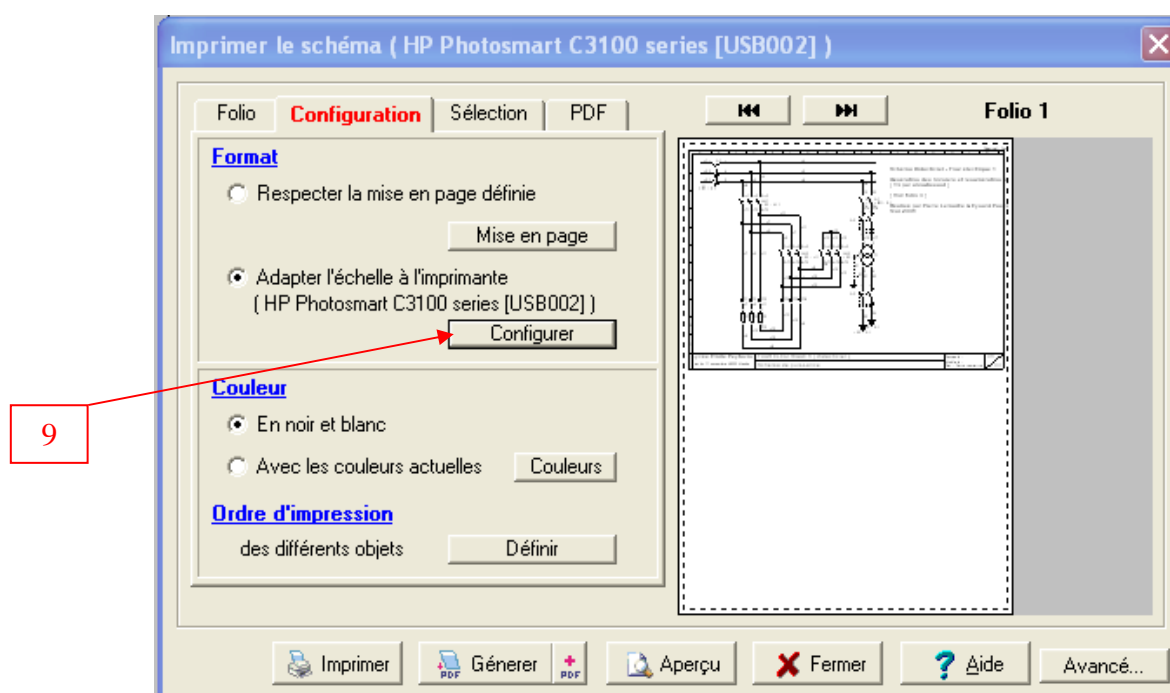 Imprimer le schéma ( HP Photosmart C3100 series [USB002] )
Folio Configuration Sélection PDF
Folio 1
Format
Respecter la mise en page définie
Mise en page
Adapter l'échelle à l'imprimante
( HP Photosmart C3100 series [USB002] )
Configurer
Couleur
9
En noir et blanc
Avec les couleurs actuelles Couleurs
Ordre d'impression
des différents objets Définir
Imprimer PDF Génerer PDF Aperçu Fermer Aide Avancé...